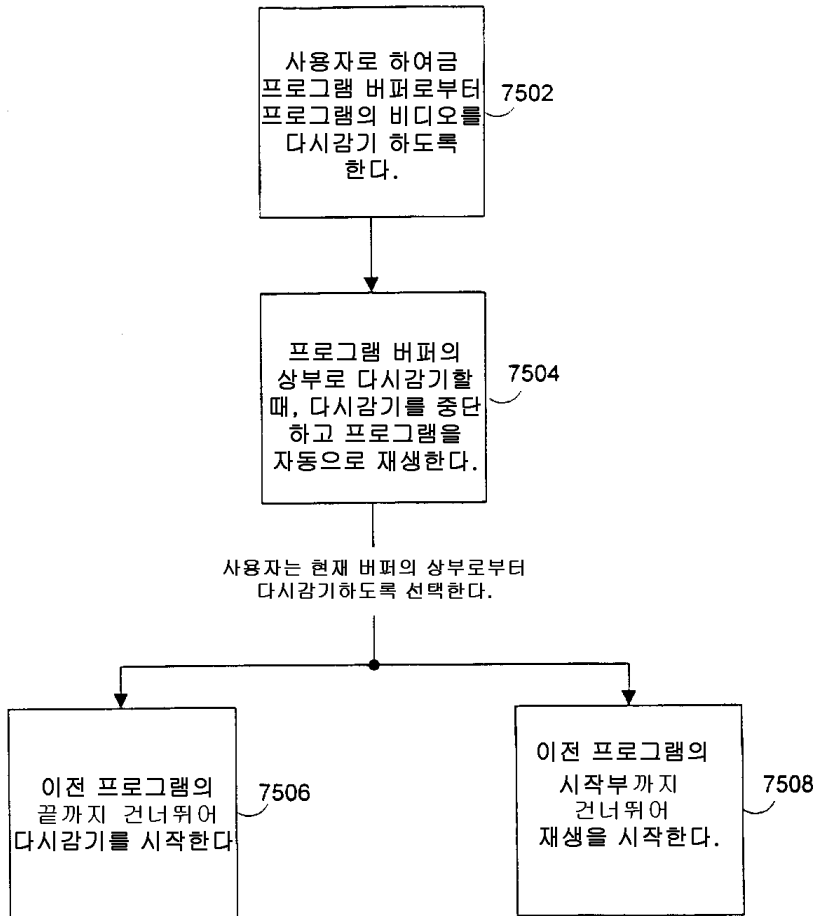 사용자로 하여금
프로그램 버퍼로부터
프로그램의 비디오를
다시감기 하도록
한다.
7502
프로그램 버퍼의
상부로 다시감기할
때, 다시감기를 중단
하고 프로그램을
자동으로 재생한다.
7504
사용자는 현재 버퍼의 상부로부터
다시감기하도록 선택한다.
이전 프로그램의
끝까지 건너뛰어
다시감기를 시작한다
7506
이전 프로그램의
시작부까지
건너뛰어
재생을 시작한다.
7508